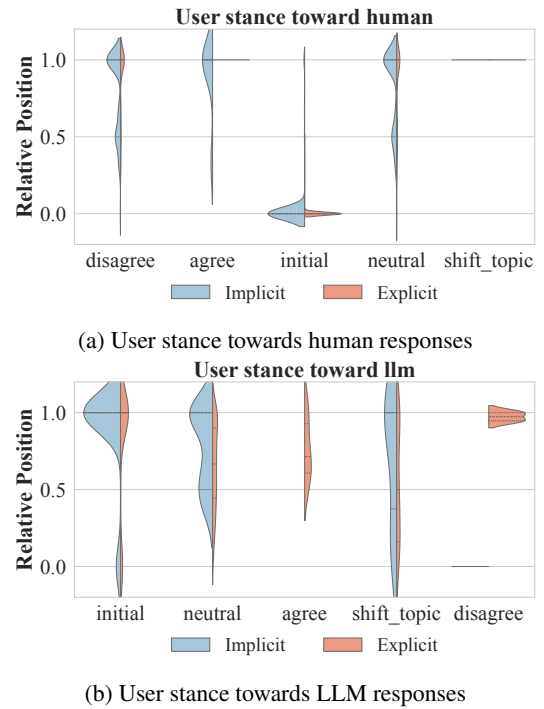 User stance toward human
Relative Position
1.0
0.5
0.0
disagree agree initial neutral shift_topic
Implicit Explicit
(a) User stance towards human responses
User stance toward llm
Relative Position
1.0
0.5
0.0
initial neutral agree shift_topic disagree
Implicit Explicit
(b) User stance towards LLM responses